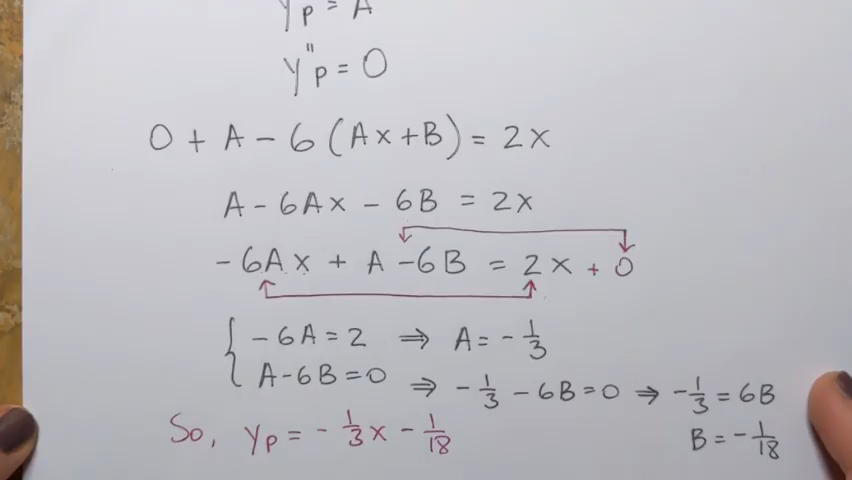 y'p = A
y"p = 0
0 + A - 6(Ax+B) = 2x
A - 6Ax - 6B = 2x
-6Ax + A - 6B = 2x + 0
{ -6A = 2 ⇒ A = -1/3
A - 6B = 0 ⇒ -1/3 - 6B = 0 ⇒ -1/3 = 6B
B = -1/18
So, yp = -1/3 x - 1/18